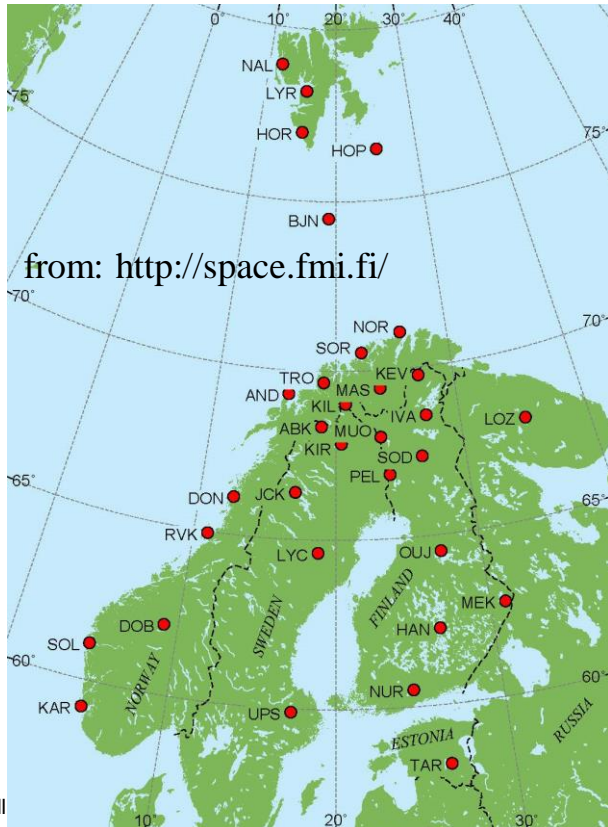 0° 10° 20° 30° 40°
NAL
75°
LYR
HOR
75°
HOP
BJN
from: http://space.fmi.fi/
70°
NOR
70°
SOR
TRO
KEV
MAS
AND
KIL
IVA
LOZ
ABK
MUO
KIR
SOD
PEL
65°
DON
JCK
65°
RVK
LYC
OUJ
FINLAND
MEK
SWEDEN
DOB
HAN
SOL
60°
NORWAY
NUR
60°
KAR
UPS
RUSSIA
ESTONIA
TAR
ll
10° 20° 30°